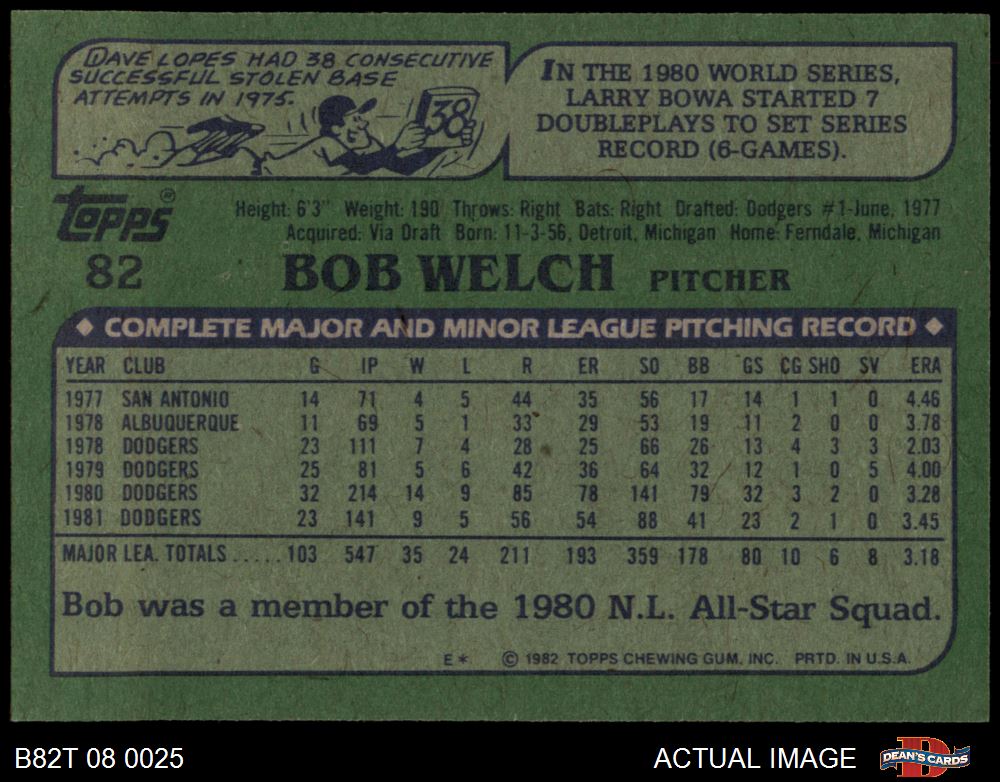 DAVE LOPES HAD 38 CONSECUTIVE
SUCCESSFUL STOLEN BASE
ATTEMPTS IN 1975.
38
IN THE 1980 WORLD SERIES,
LARRY BOWA STARTED 7
DOUBLEPLAYS TO SET SERIES
RECORD (6-GAMES).
Topps®
Height: 6'3" Weight: 190 Throws: Right Bats: Right Drafted: Dodgers #1-June, 1977
Acquired: Via Draft Born: 11-3-56, Detroit, Michigan Home: Ferndale, Michigan
82 BOB WELCH PITCHER
◆ COMPLETE MAJOR AND MINOR LEAGUE PITCHING RECORD ◆
YEAR CLUB G IP W L R ER SO BB GS CG SHO SV ERA
1977 SAN ANTONIO 14 71 4 5 44 35 56 17 14 1 1 0 4.46
1978 ALBUQUERQUE 11 69 5 1 33 29 53 19 11 2 0 0 3.78
1978 DODGERS 23 111 7 4 28 25 66 26 13 4 3 3 2.03
1979 DODGERS 25 81 5 6 42 36 64 32 12 1 0 5 4.00
1980 DODGERS 32 214 14 9 85 78 141 79 32 3 2 0 3.28
1981 DODGERS 23 141 9 5 56 54 88 41 23 2 1 0 3.45
MAJOR LEA. TOTALS ..... 103 547 35 24 211 193 359 178 80 10 6 8 3.18
Bob was a member of the 1980 N.L. All-Star Squad.
E* © 1982 TOPPS CHEWING GUM, INC. PRTD. IN U.S.A.
B82T 08 0025 ACTUAL IMAGE DEAN'S CARDS